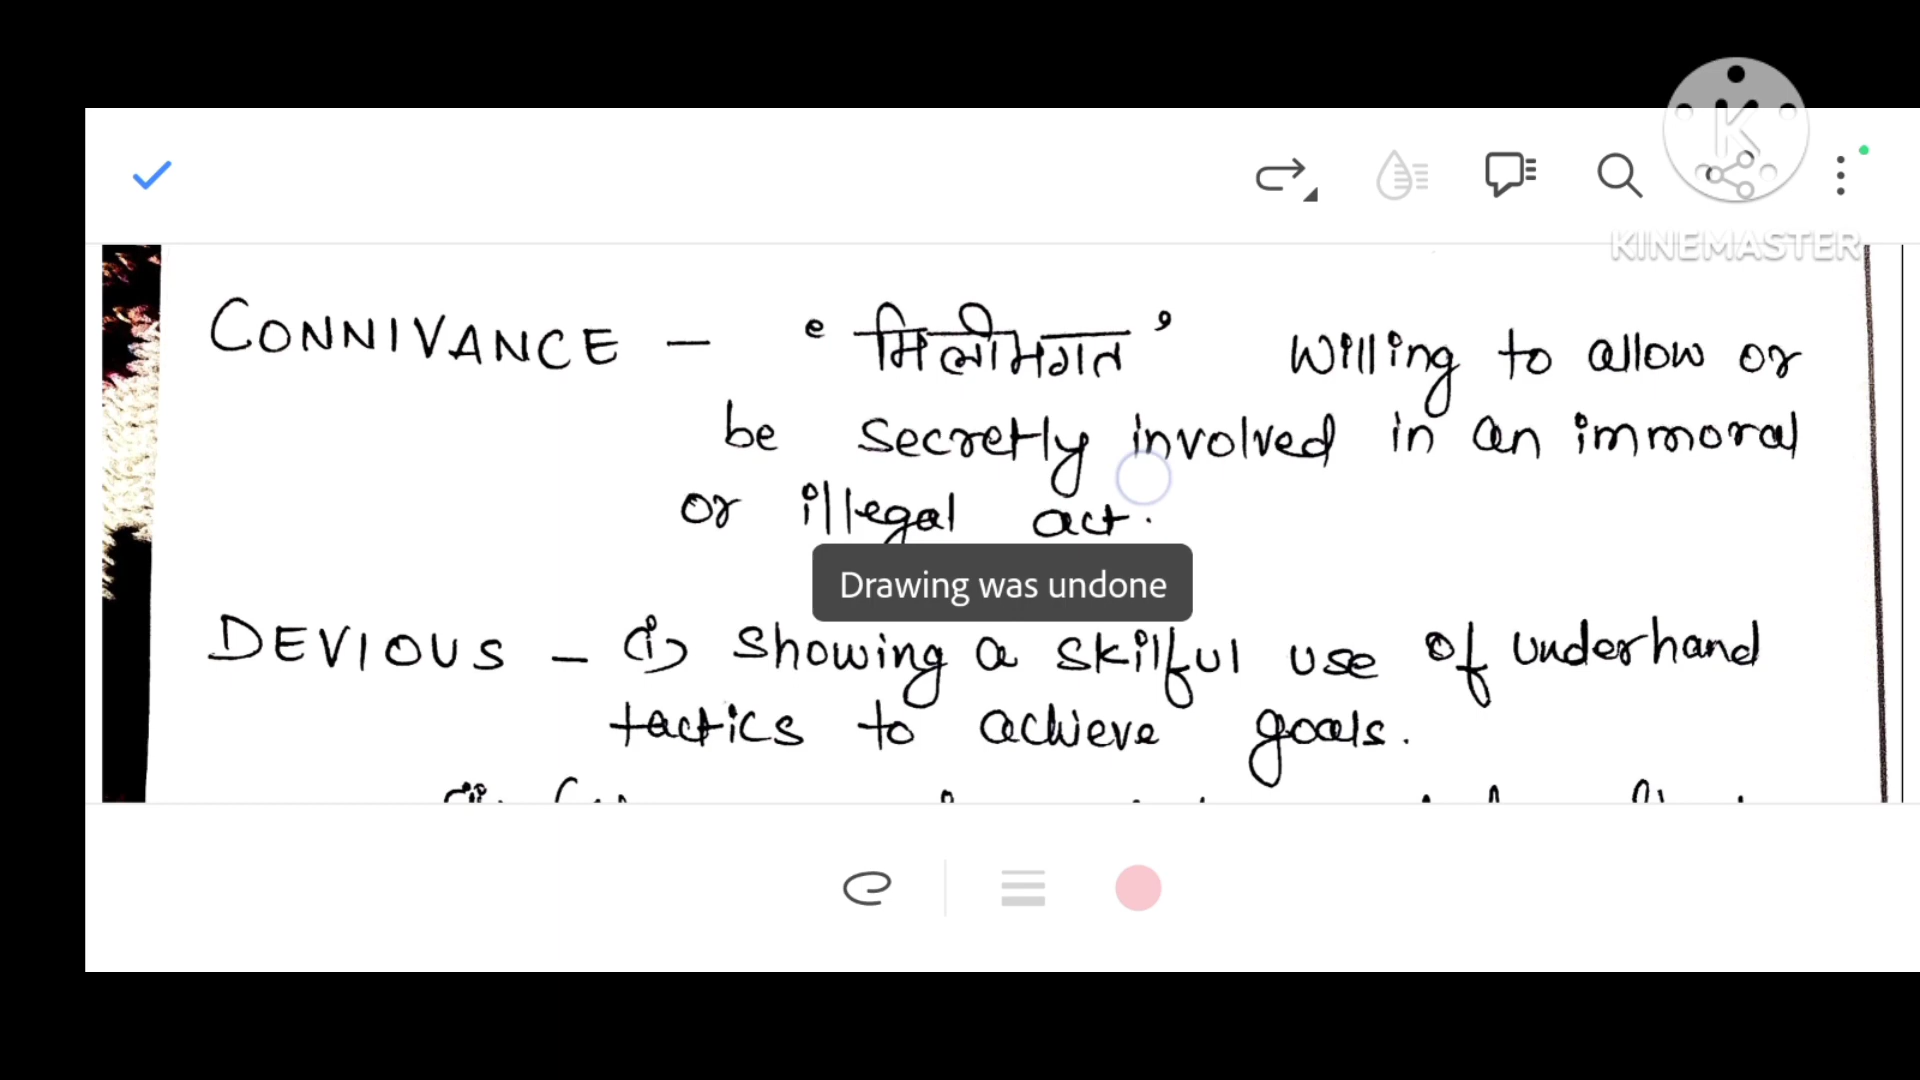 KINEMASTER
CONNIVANCE - 'मिलीभगत' willing to allow or
be secretly involved in an immoral
or illegal act.
Drawing was undone
DEVIOUS - (i) showing a skilful use of underhand
tactics to achieve goals.